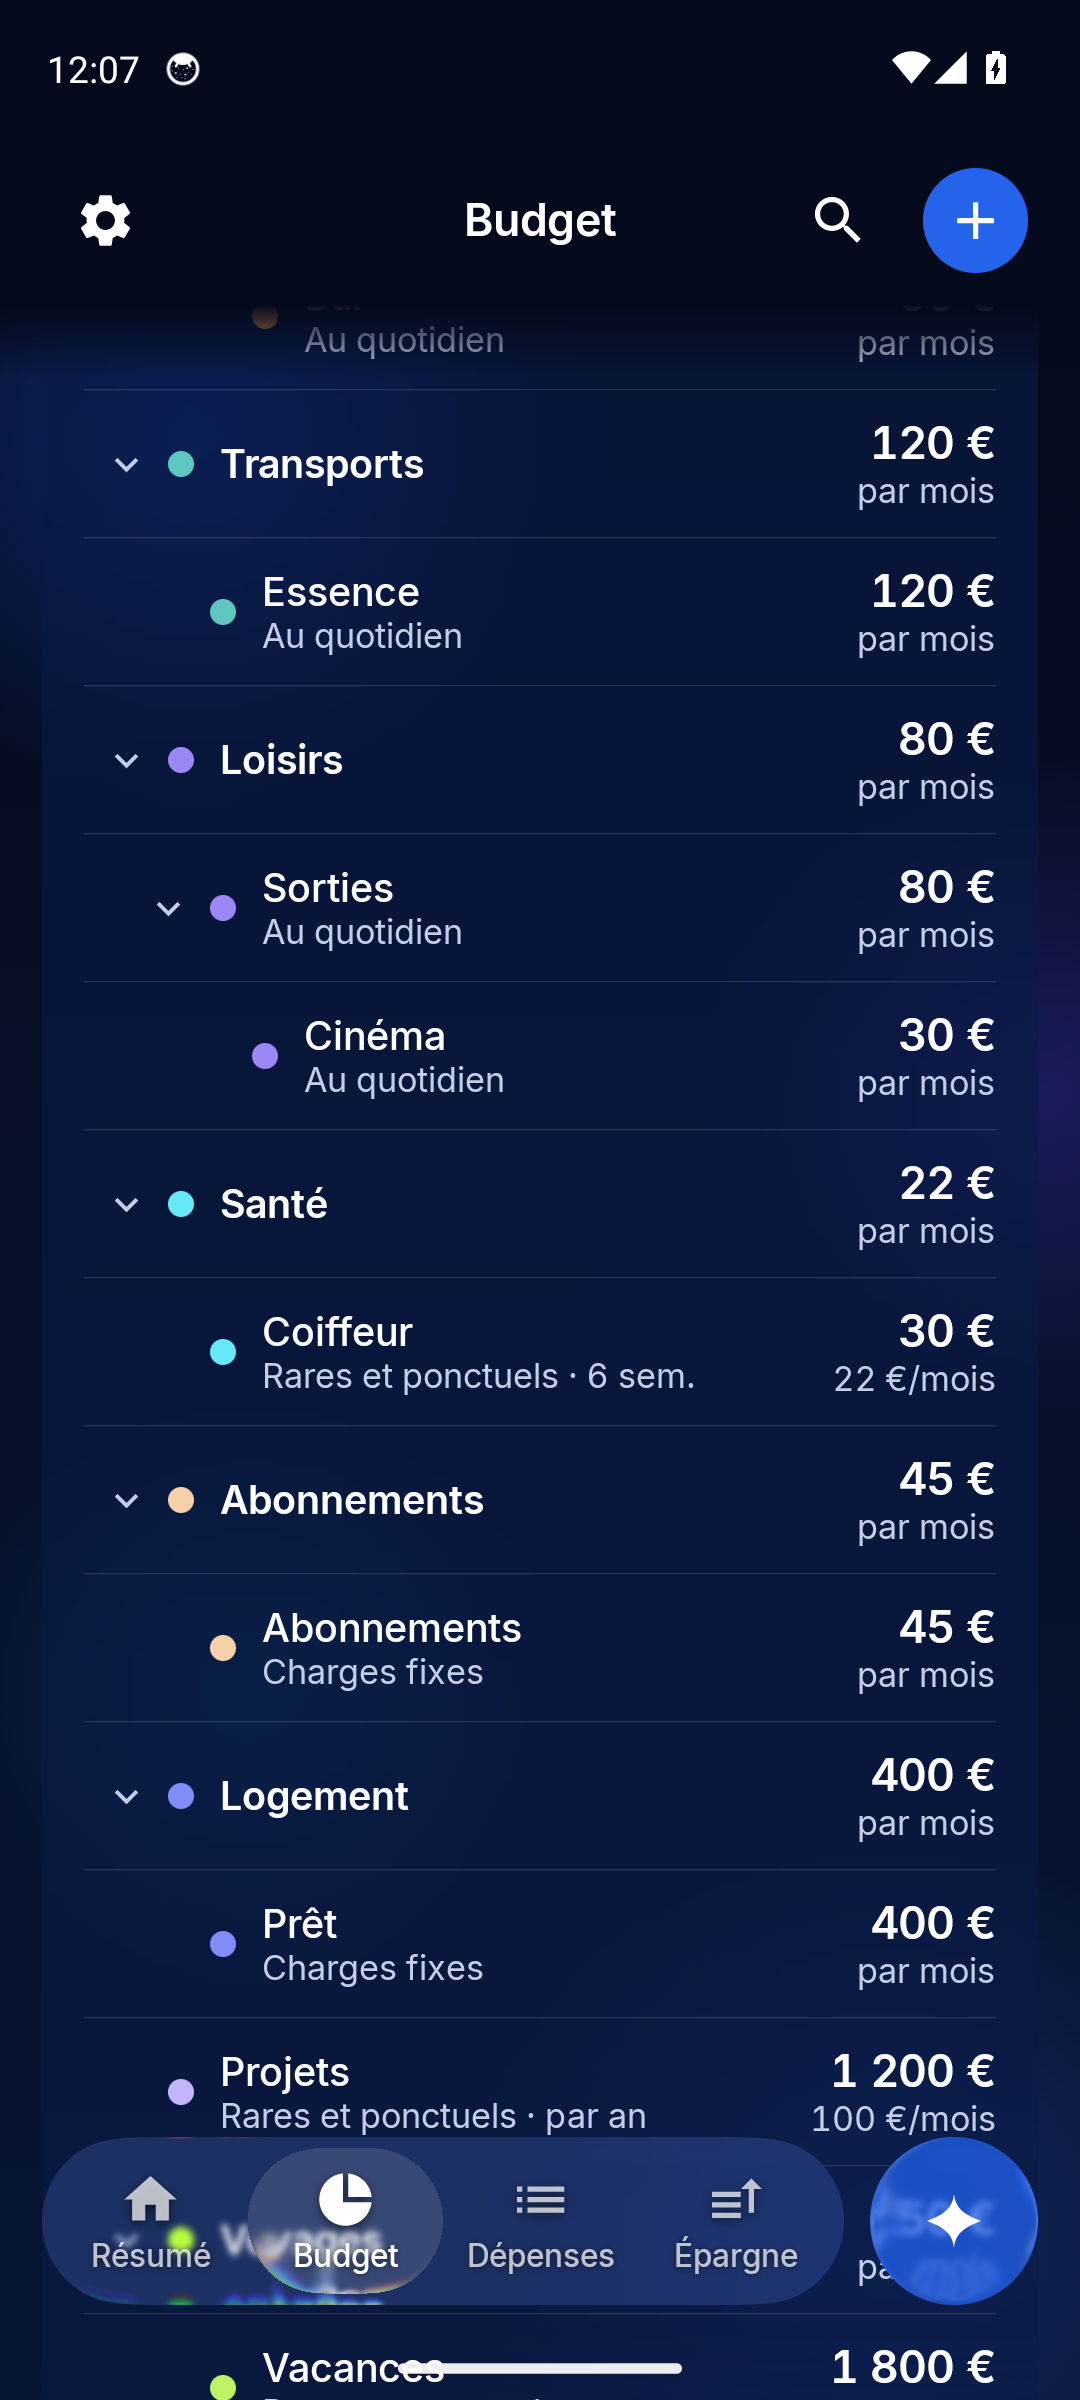 12:07
Budget
Au quotidien
par mois
Transports
120 €
par mois
Essence
120 €
Au quotidien
par mois
Loisirs
80 €
par mois
Sorties
80 €
Au quotidien
par mois
Cinéma
30 €
Au quotidien
par mois
Santé
22 €
par mois
Coiffeur
30 €
Rares et ponctuels · 6 sem.
22 €/mois
Abonnements
45 €
par mois
Abonnements
45 €
Charges fixes
par mois
Logement
400 €
par mois
Prêt
400 €
Charges fixes
par mois
Projets
1 200 €
Rares et ponctuels · par an
100 €/mois
Résumé
Budget
Dépenses
Épargne
Vacances
1 800 €